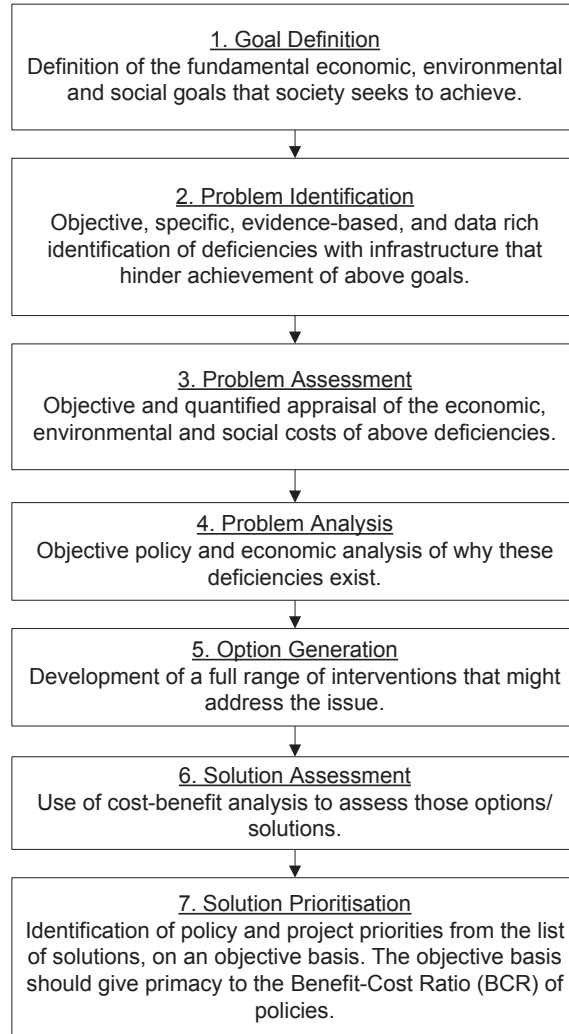 1. Goal Definition
Definition of the fundamental economic, environmental
and social goals that society seeks to achieve.
2. Problem Identification
Objective, specific, evidence-based, and data rich
identification of deficiencies with infrastructure that
hinder achievement of above goals.
3. Problem Assessment
Objective and quantified appraisal of the economic,
environmental and social costs of above deficiencies.
4. Problem Analysis
Objective policy and economic analysis of why these
deficiencies exist.
5. Option Generation
Development of a full range of interventions that might
address the issue.
6. Solution Assessment
Use of cost-benefit analysis to assess those options/
solutions.
7. Solution Prioritisation
Identification of policy and project priorities from the list
of solutions, on an objective basis. The objective basis
should give primacy to the Benefit-Cost Ratio (BCR) of
policies.